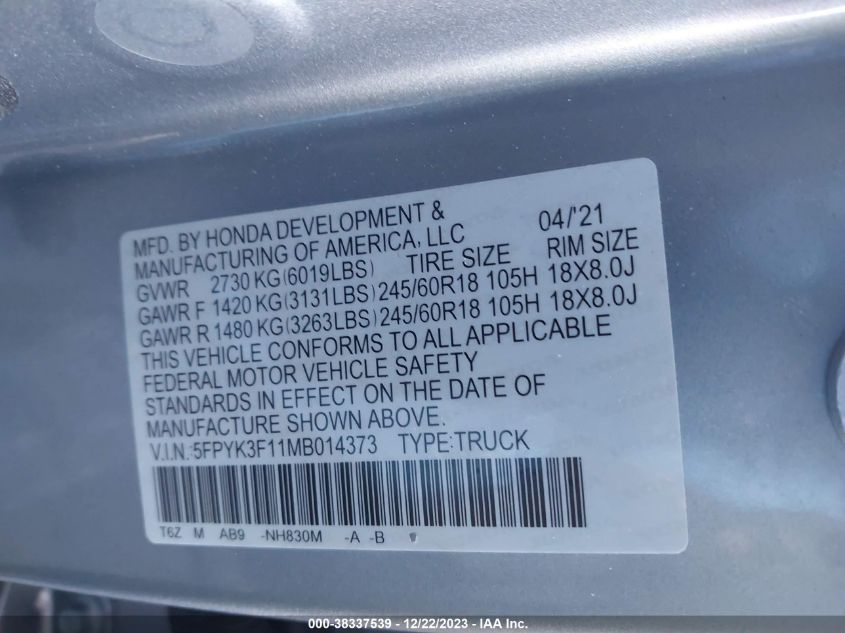 MFD. BY HONDA DEVELOPMENT & 04/'21
MANUFACTURING OF AMERICA, LLC
GVWR 2730 KG(6019LBS) TIRE SIZE RIM SIZE
GAWR F 1420 KG(3131LBS) 245/60R18 105H 18X8.0J
GAWR R 1480 KG(3263LBS) 245/60R18 105H 18X8.0J
THIS VEHICLE CONFORMS TO ALL APPLICABLE
FEDERAL MOTOR VEHICLE SAFETY
STANDARDS IN EFFECT ON THE DATE OF
MANUFACTURE SHOWN ABOVE.
V.I.N.:5FPYK3F11MB014373 TYPE:TRUCK
T6Z M AB9 -NH830M -A -B
000-38337539 - 12/22/2023 - IAA Inc.